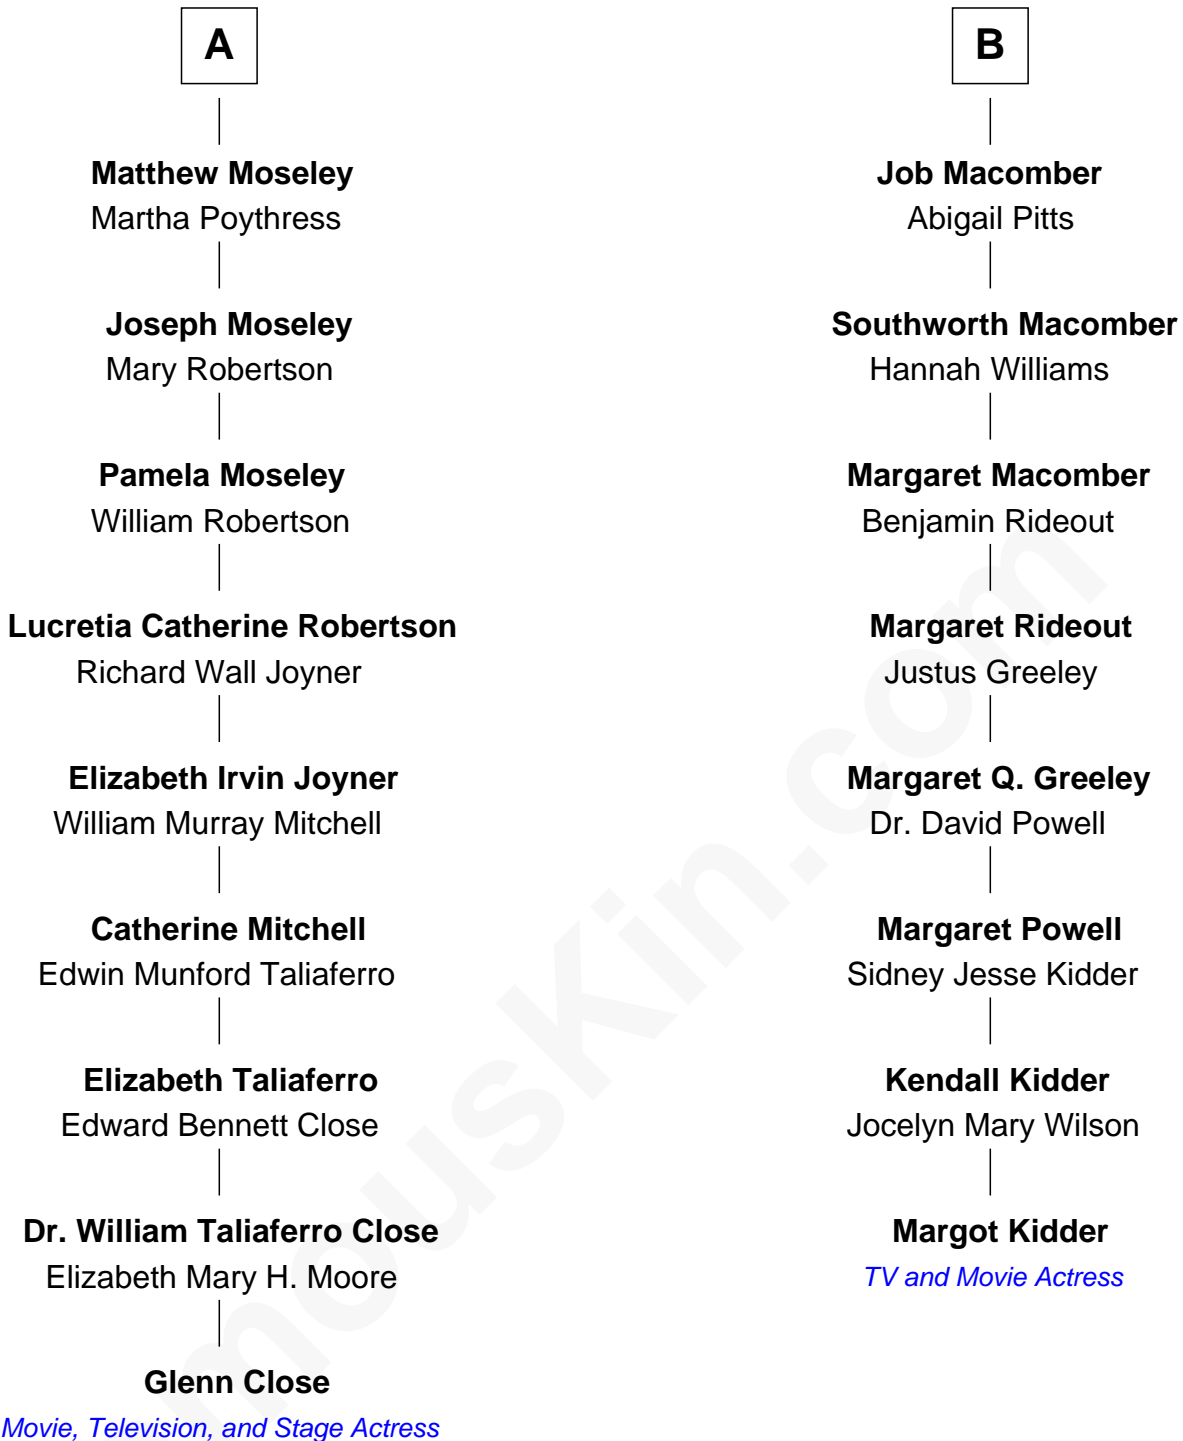 A
Matthew Moseley
Martha Poythress
Joseph Moseley
Mary Robertson
Pamela Moseley
William Robertson
Lucretia Catherine Robertson
Richard Wall Joyner
Elizabeth Irvin Joyner
William Murray Mitchell
Catherine Mitchell
Edwin Munford Taliaferro
Elizabeth Taliaferro
Edward Bennett Close
Dr. William Taliaferro Close
Elizabeth Mary H. Moore
Glenn Close
Movie, Television, and Stage Actress
B
Job Macomber
Abigail Pitts
Southworth Macomber
Hannah Williams
Margaret Macomber
Benjamin Rideout
Margaret Rideout
Justus Greeley
Margaret Q. Greeley
Dr. David Powell
Margaret Powell
Sidney Jesse Kidder
Kendall Kidder
Jocelyn Mary Wilson
Margot Kidder
TV and Movie Actress
mousKin.com